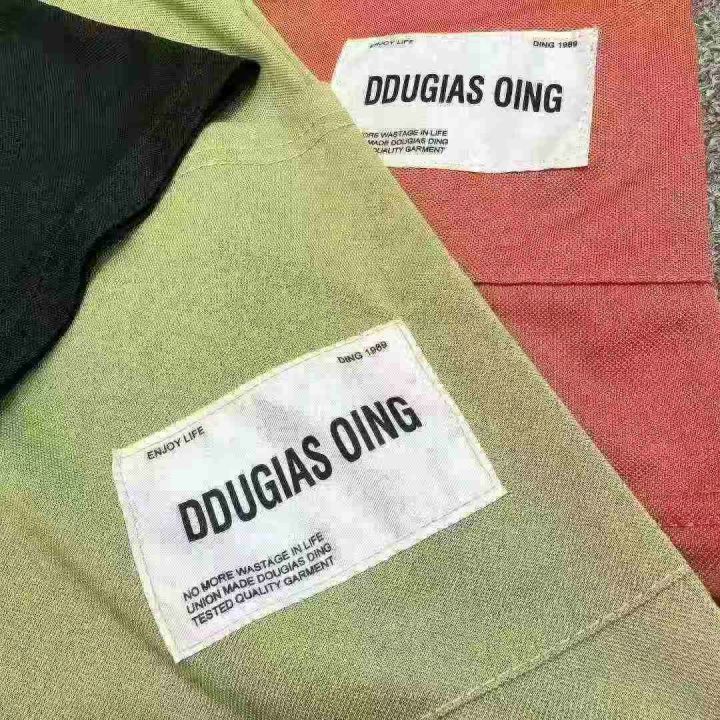 ENJOY LIFE
DING 1989
DDUGIAS OING
ORE WASTAGE IN LIFE
MADE DOUGIAS DING
QUALITY GARMENT
DING 1989
ENJOY LIFE
DDUGIAS OING
NO MORE WASTAGE IN LIFE
UNION MADE DOUGIAS DING
TESTED QUALITY GARMENT